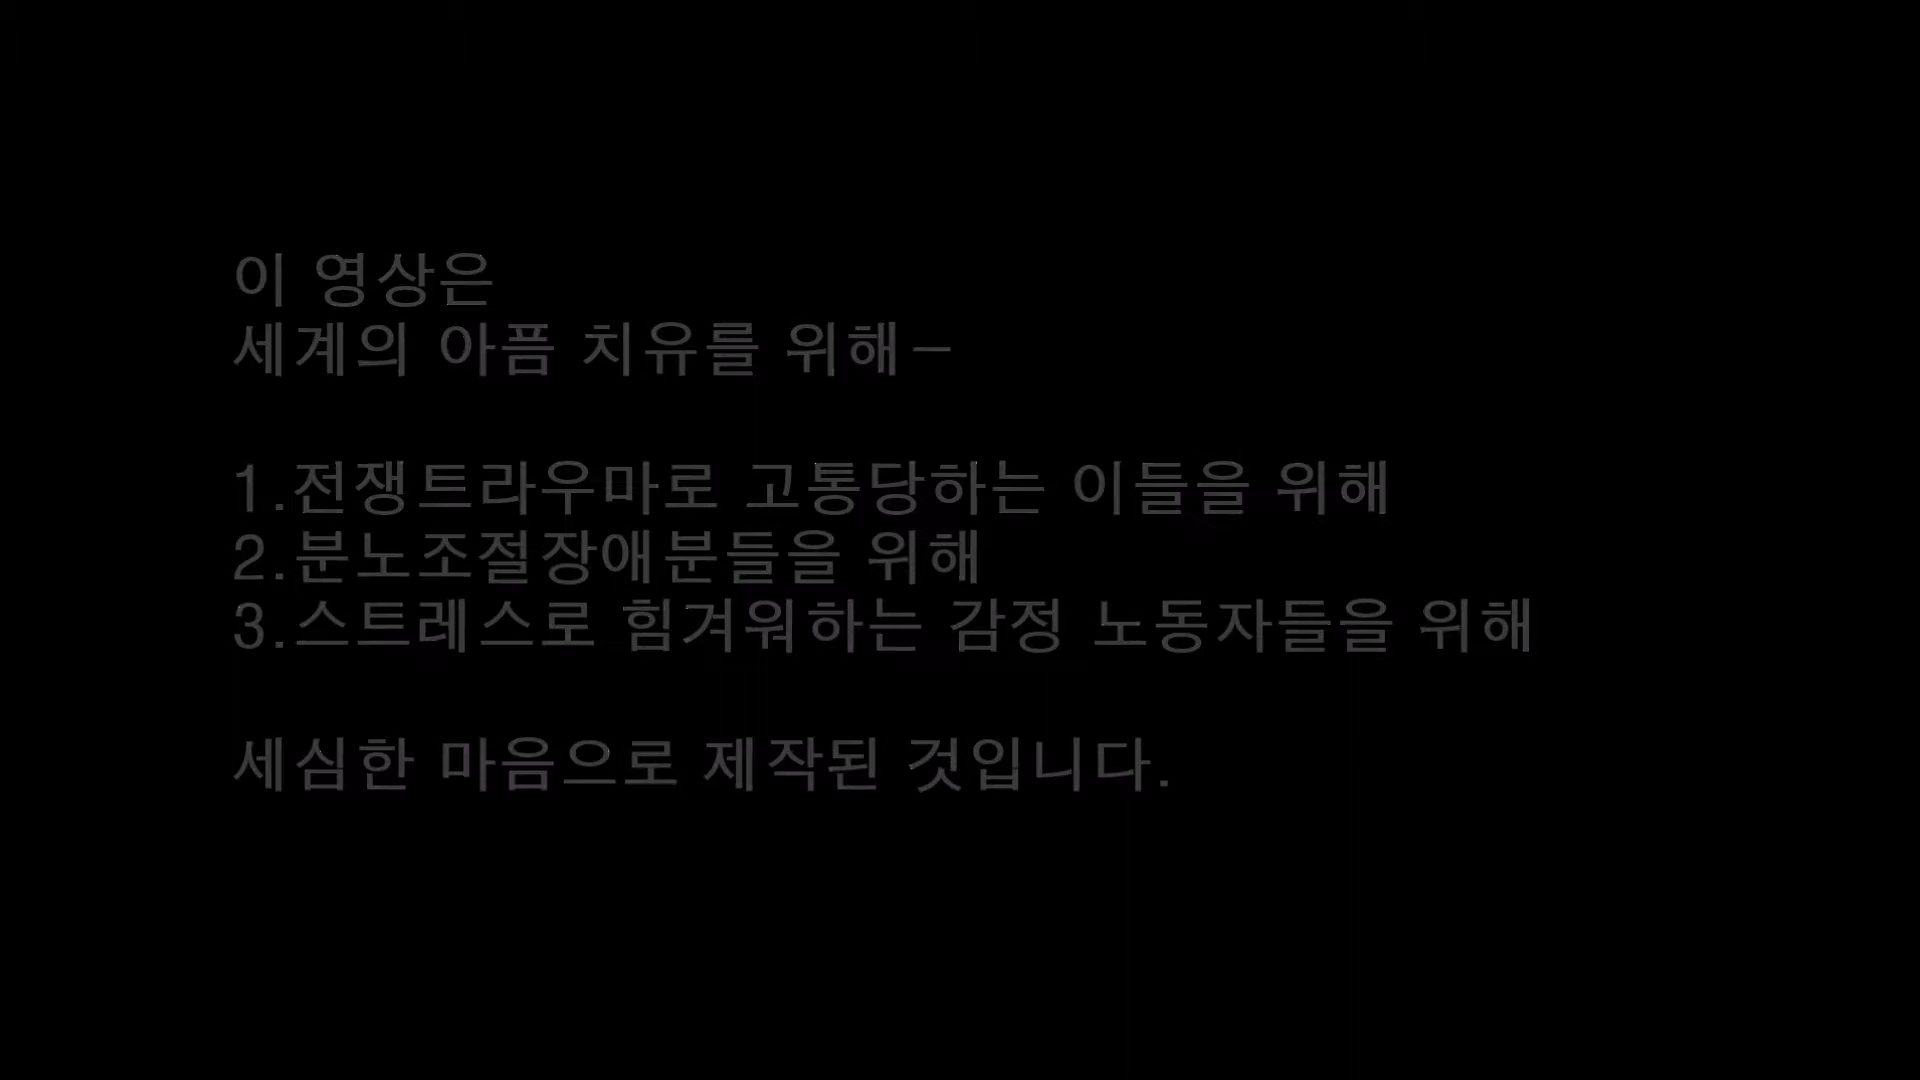 이 영상은
세계의 아픔 치유를 위해-
1.전쟁트라우마로 고통당하는 이들을 위해
2.분노조절장애분들을 위해
3.스트레스로 힘겨워하는 감정 노동자들을 위해
세심한 마음으로 제작된 것입니다.